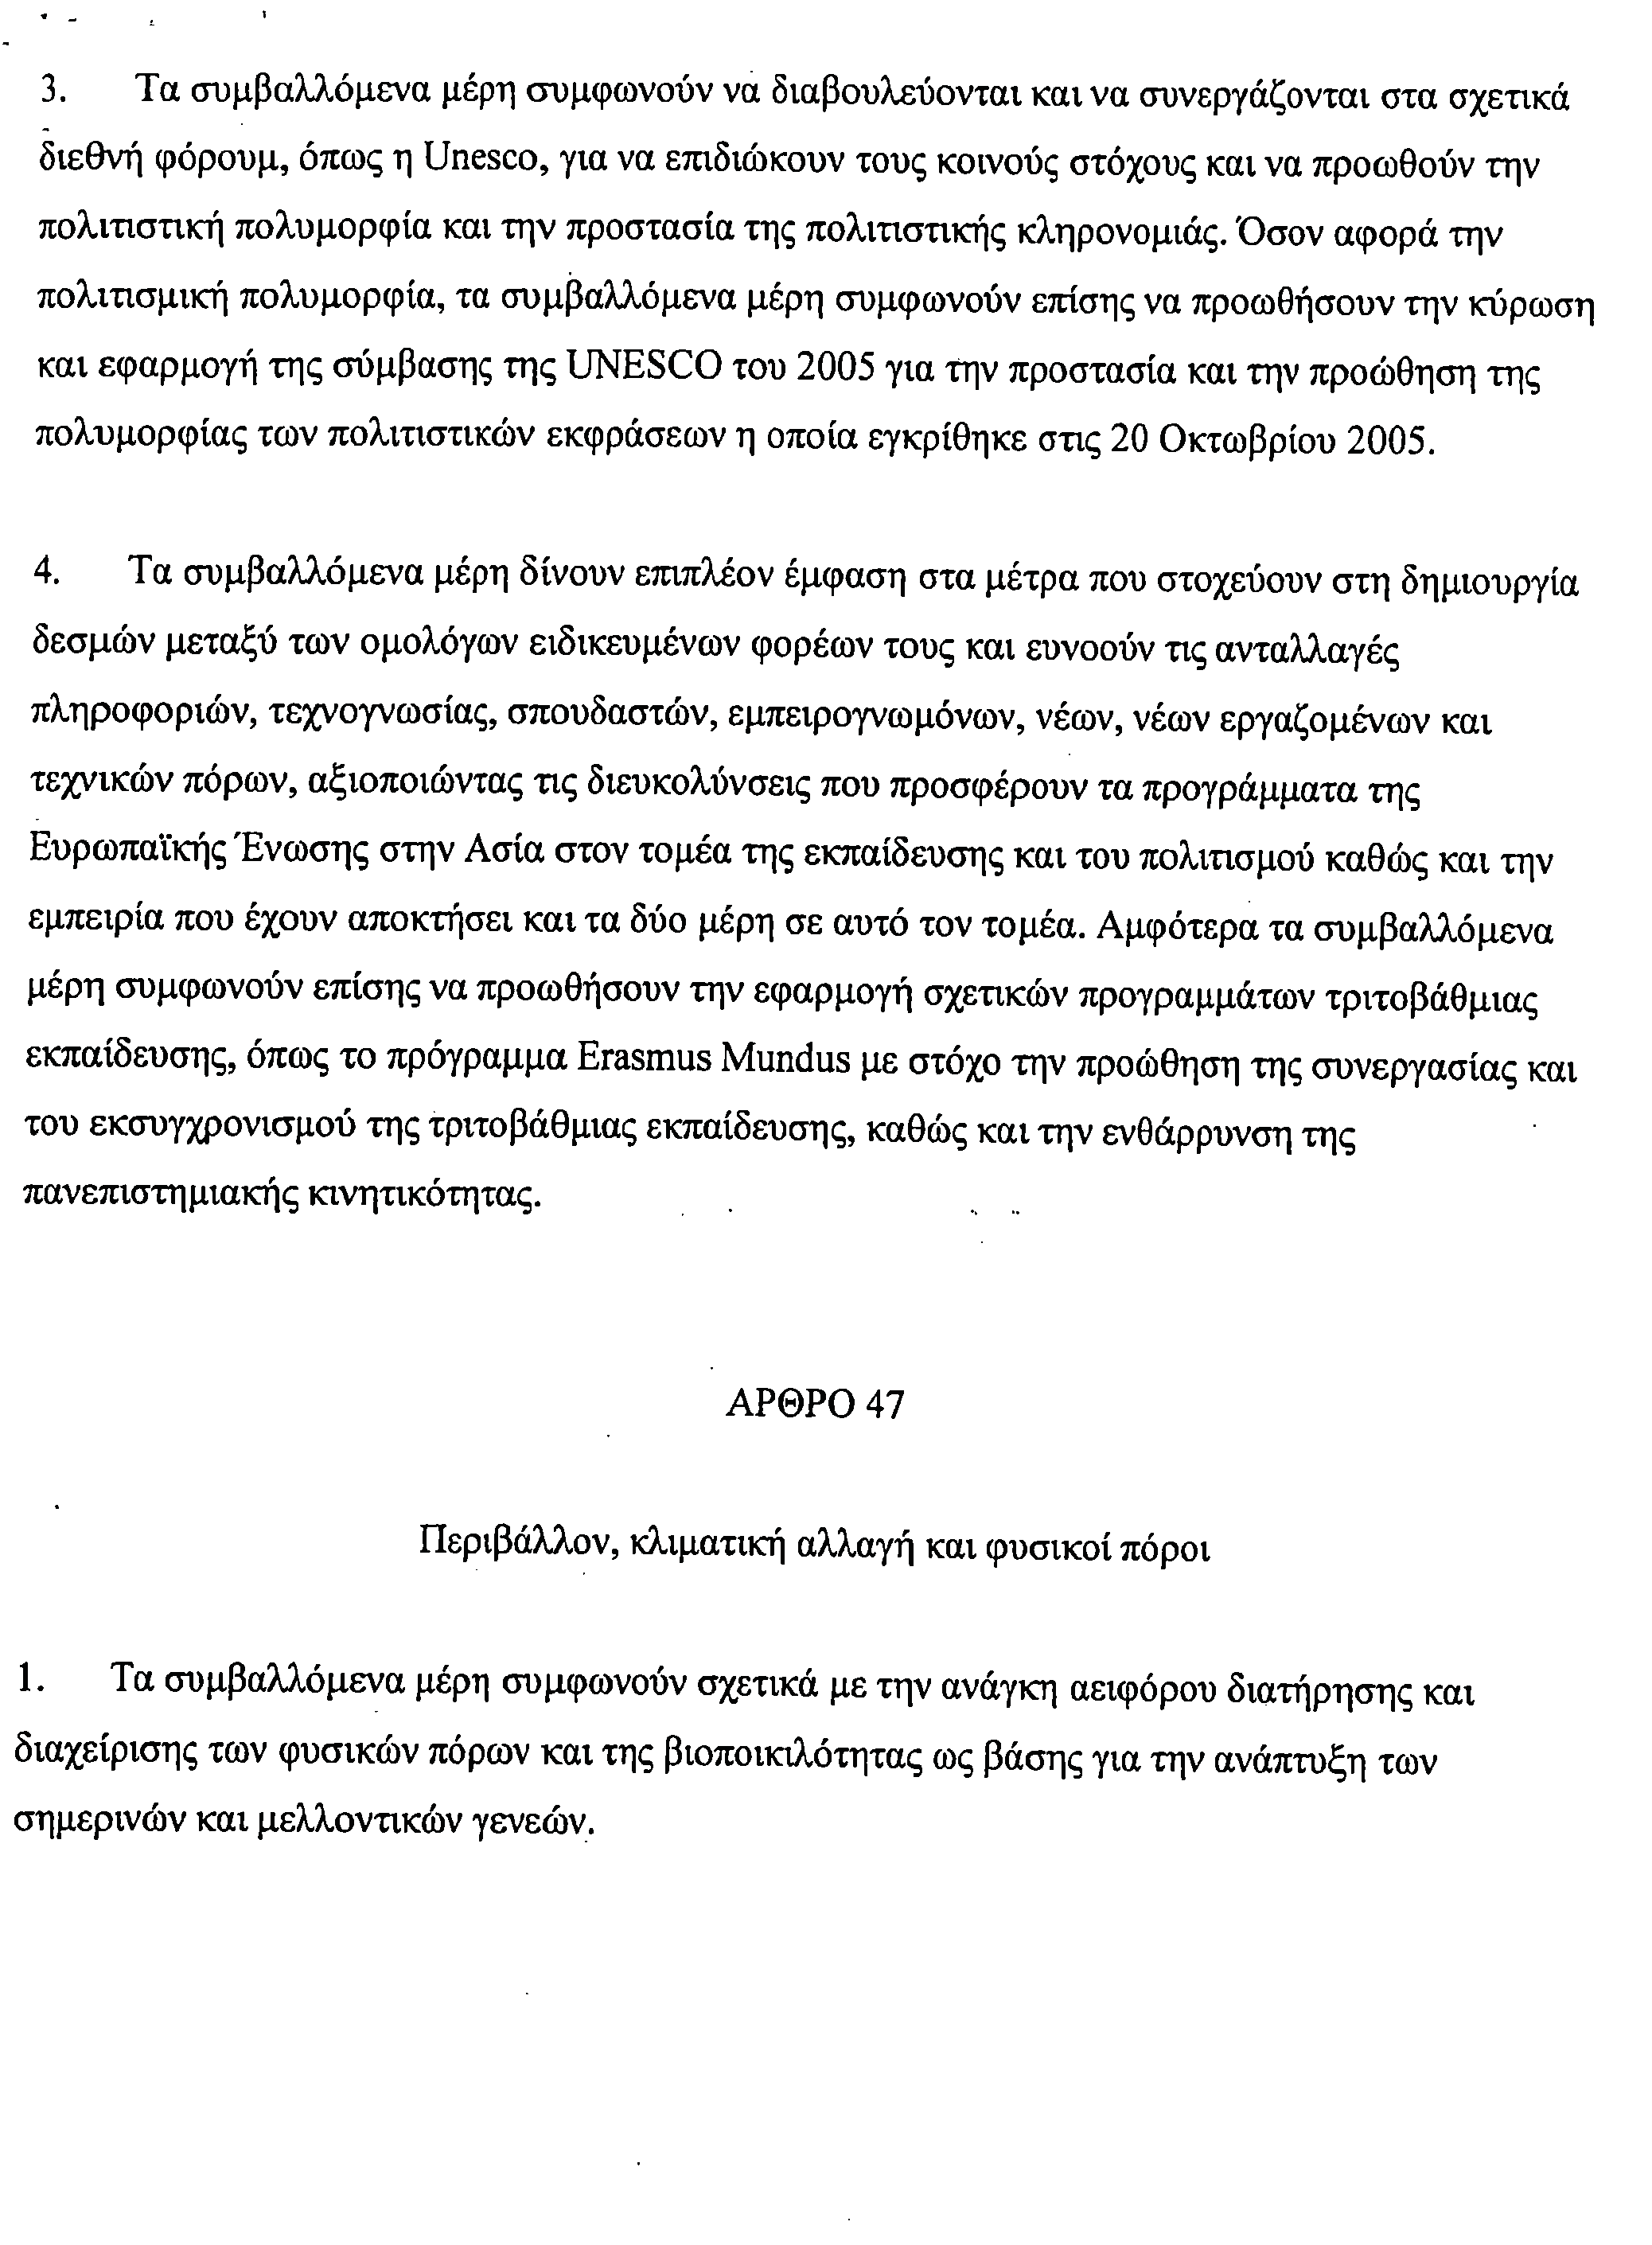 3. Τα συμβαλλόμενα μέρη συμφωνούν να διαβουλεύονται και να συνεργάζονται στα σχετικά
διεθνή φόρουμ, όπως η Unesco, για να επιδιώκουν τους κοινούς στόχους και να προωθούν την
πολιτιστική πολυμορφία και την προστασία της πολιτιστικής κληρονομιάς. Όσον αφορά την
πολιτισμική πολυμορφία, τα συμβαλλόμενα μέρη συμφωνούν επίσης να προωθήσουν την κύρωση
και εφαρμογή της σύμβασης της UNESCO του 2005 για την προστασία και την προώθηση της
πολυμορφίας των πολιτιστικών εκφράσεων η οποία εγκρίθηκε στις 20 Οκτωβρίου 2005.
4. Τα συμβαλλόμενα μέρη δίνουν επιπλέον έμφαση στα μέτρα που στοχεύουν στη δημιουργία
δεσμών μεταξύ των ομολόγων ειδικευμένων φορέων τους και ευνοούν τις ανταλλαγές
πληροφοριών, τεχνογνωσίας, σπουδαστών, εμπειρογνωμόνων, νέων, νέων εργαζομένων και
τεχνικών πόρων, αξιοποιώντας τις διευκολύνσεις που προσφέρουν τα προγράμματα της
Ευρωπαϊκής Ένωσης στην Ασία στον τομέα της εκπαίδευσης και του πολιτισμού καθώς και την
εμπειρία που έχουν αποκτήσει και τα δύο μέρη σε αυτό τον τομέα. Αμφότερα τα συμβαλλόμενα
μέρη συμφωνούν επίσης να προωθήσουν την εφαρμογή σχετικών προγραμμάτων τριτοβάθμιας
εκπαίδευσης, όπως το πρόγραμμα Erasmus Mundus με στόχο την προώθηση της συνεργασίας και
του εκσυγχρονισμού της τριτοβάθμιας εκπαίδευσης, καθώς και την ενθάρρυνση της
πανεπιστημιακής κινητικότητας.
ΑΡΘΡΟ 47
Περιβάλλον, κλιματική αλλαγή και φυσικοί πόροι
1. Τα συμβαλλόμενα μέρη συμφωνούν σχετικά με την ανάγκη αειφόρου διατήρησης και
διαχείρισης των φυσικών πόρων και της βιοποικιλότητας ως βάσης για την ανάπτυξη των
σημερινών και μελλοντικών γενεών.